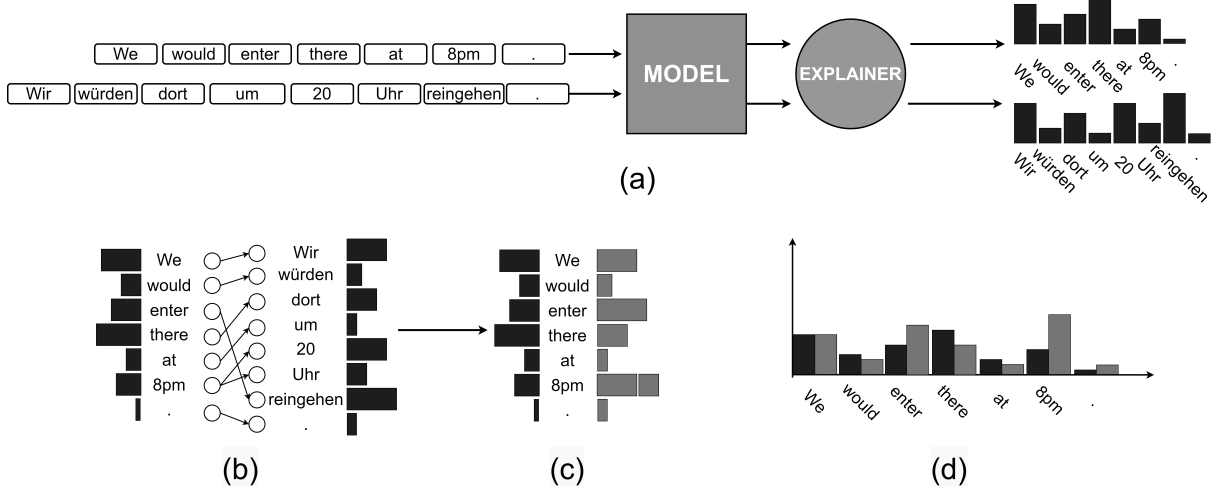 We would enter there at 8pm .
Wir würden dort um 20 Uhr reingehen .
MODEL
EXPLAINER
We would enter there at 8pm .
Wir würden dort um 20 Uhr reingehen .
(a)
We
would
enter
there
at
8pm
.
Wir
würden
dort
um
20
Uhr
reingehen
.
We
would
enter
there
at
8pm
.
We would enter there at 8pm .
(b) (c) (d)